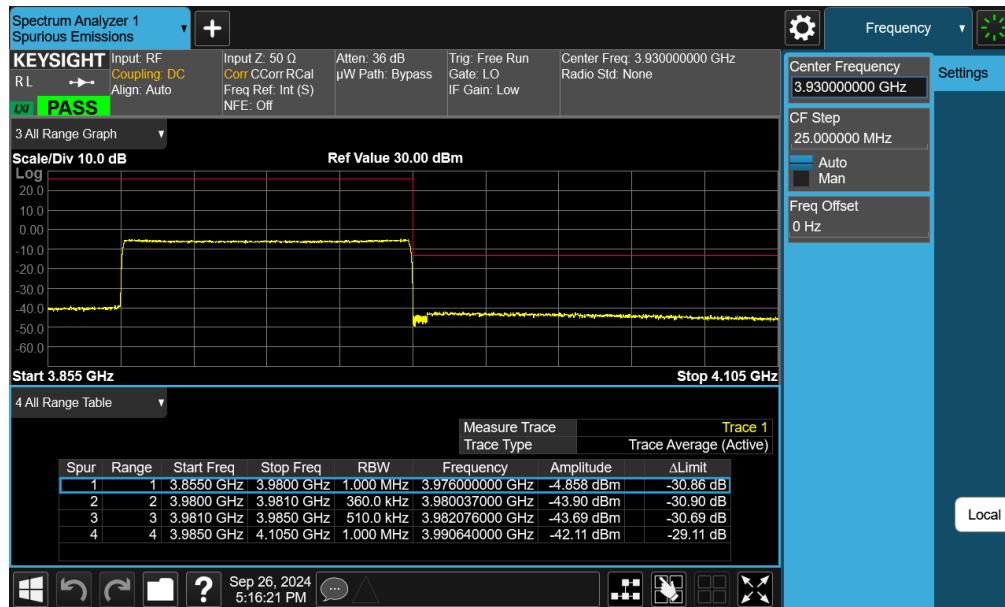 Spectrum Analyzer 1
Spurious Emissions
Frequency
KEYSIGHT Input: RF Input Z: 50 Ω Atten: 36 dB Trig: Free Run Center Freq: 3.930000000 GHz
RL Coupling: DC Corr CCorr RCal µW Path: Bypass Gate: LO Radio Std: None
Align: Auto Freq Ref: Int (S) IF Gain: Low
LXI PASS NFE: Off
Center Frequency
3.930000000 GHz
Settings
CF Step
25.000000 MHz
Auto
Man
Freq Offset
0 Hz
3 All Range Graph
Scale/Div 10.0 dB Ref Value 30.00 dBm
Log
20.0
10.0
0.00
-10.0
-20.0
-30.0
-40.0
-50.0
-60.0
Start 3.855 GHz Stop 4.105 GHz
4 All Range Table
Measure Trace Trace 1
Trace Type Trace Average (Active)
Spur Range Start Freq Stop Freq RBW Frequency Amplitude ΔLimit
1 1 3.8550 GHz 3.9800 GHz 1.000 MHz 3.976000000 GHz -4.858 dBm -30.86 dB
2 2 3.9800 GHz 3.9810 GHz 360.0 kHz 3.980037000 GHz -43.90 dBm -30.90 dB
3 3 3.9810 GHz 3.9850 GHz 510.0 kHz 3.982076000 GHz -43.69 dBm -30.69 dB
4 4 3.9850 GHz 4.1050 GHz 1.000 MHz 3.990640000 GHz -42.11 dBm -29.11 dB
Local
Sep 26, 2024
5:16:21 PM